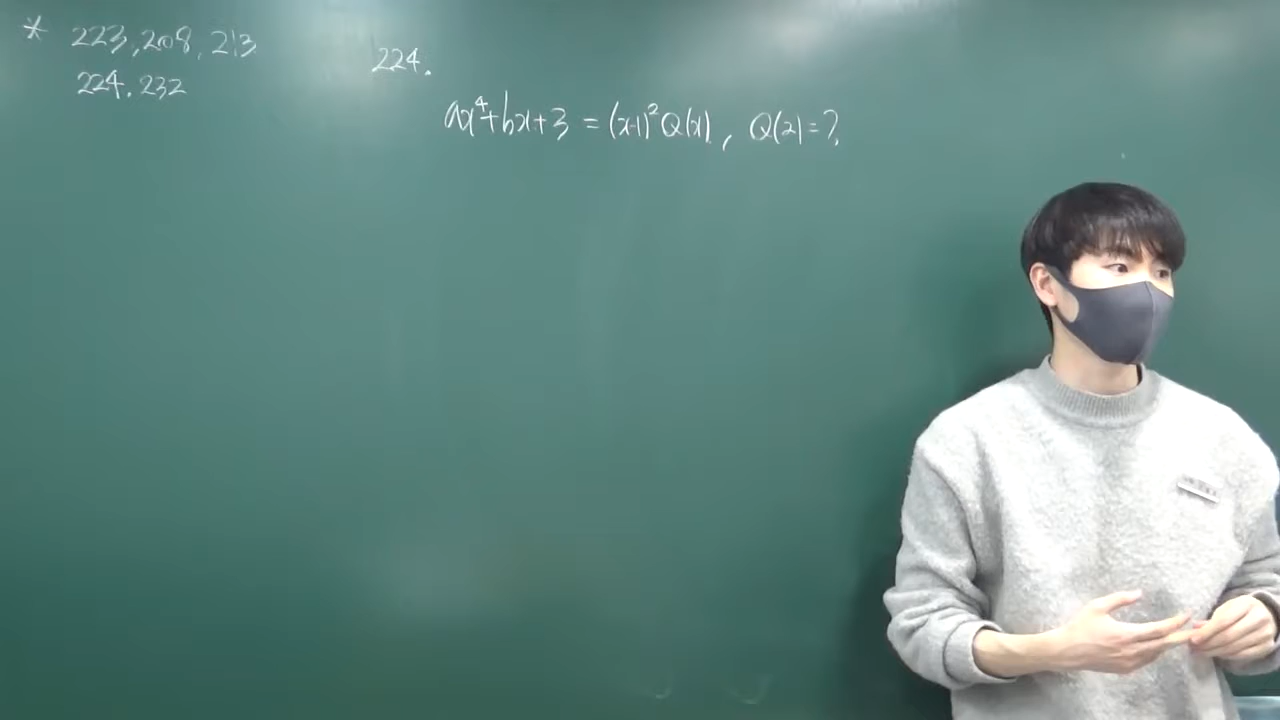 * 223, 208, 213
224. 232
224.
ax⁴+bx+3 = (x-1)²Q(x), Q(2)=?